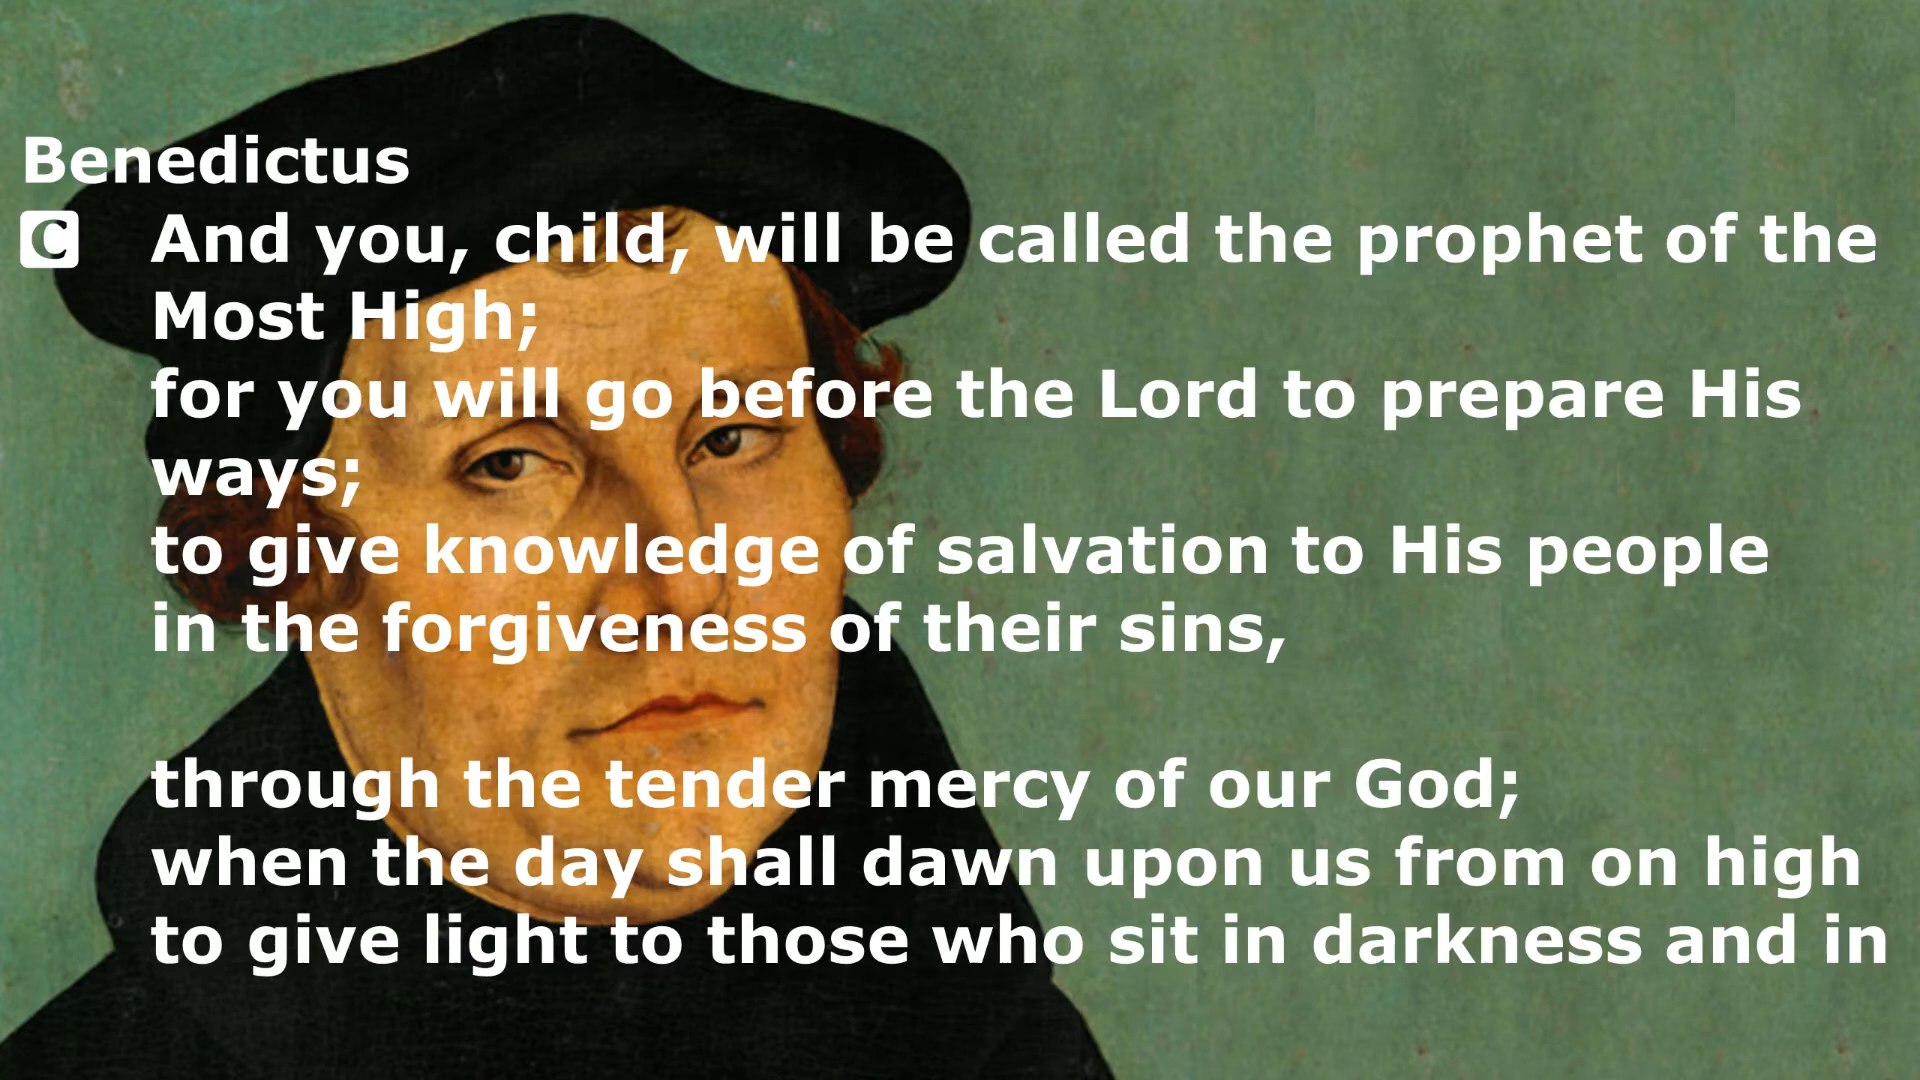 Benedictus
C And you, child, will be called the prophet of the
Most High;
for you will go before the Lord to prepare His
ways;
to give knowledge of salvation to His people
in the forgiveness of their sins,
through the tender mercy of our God;
when the day shall dawn upon us from on high
to give light to those who sit in darkness and in